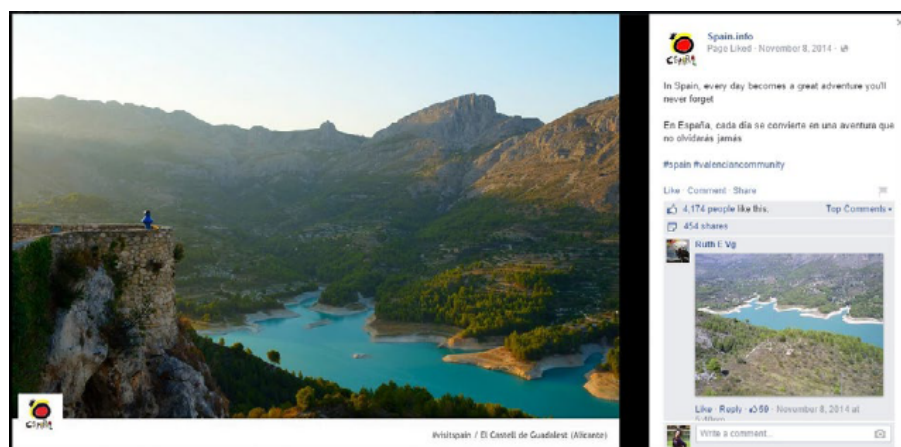 Spain.info
Page Liked · November 8, 2014 ·
In Spain, every day becomes a great adventure you'll
never forget
En España, cada día se convierte en una aventura que
no olvidarás jamás
#spain #valenciancommunity
Like · Comment · Share
4,174 people like this.
Top Comments
454 shares
Ruth E Vg
Like · Reply · 59 · November 8, 2014 at
Write a comment...
#visitspain / El Castell de Guadalest (Alicante)